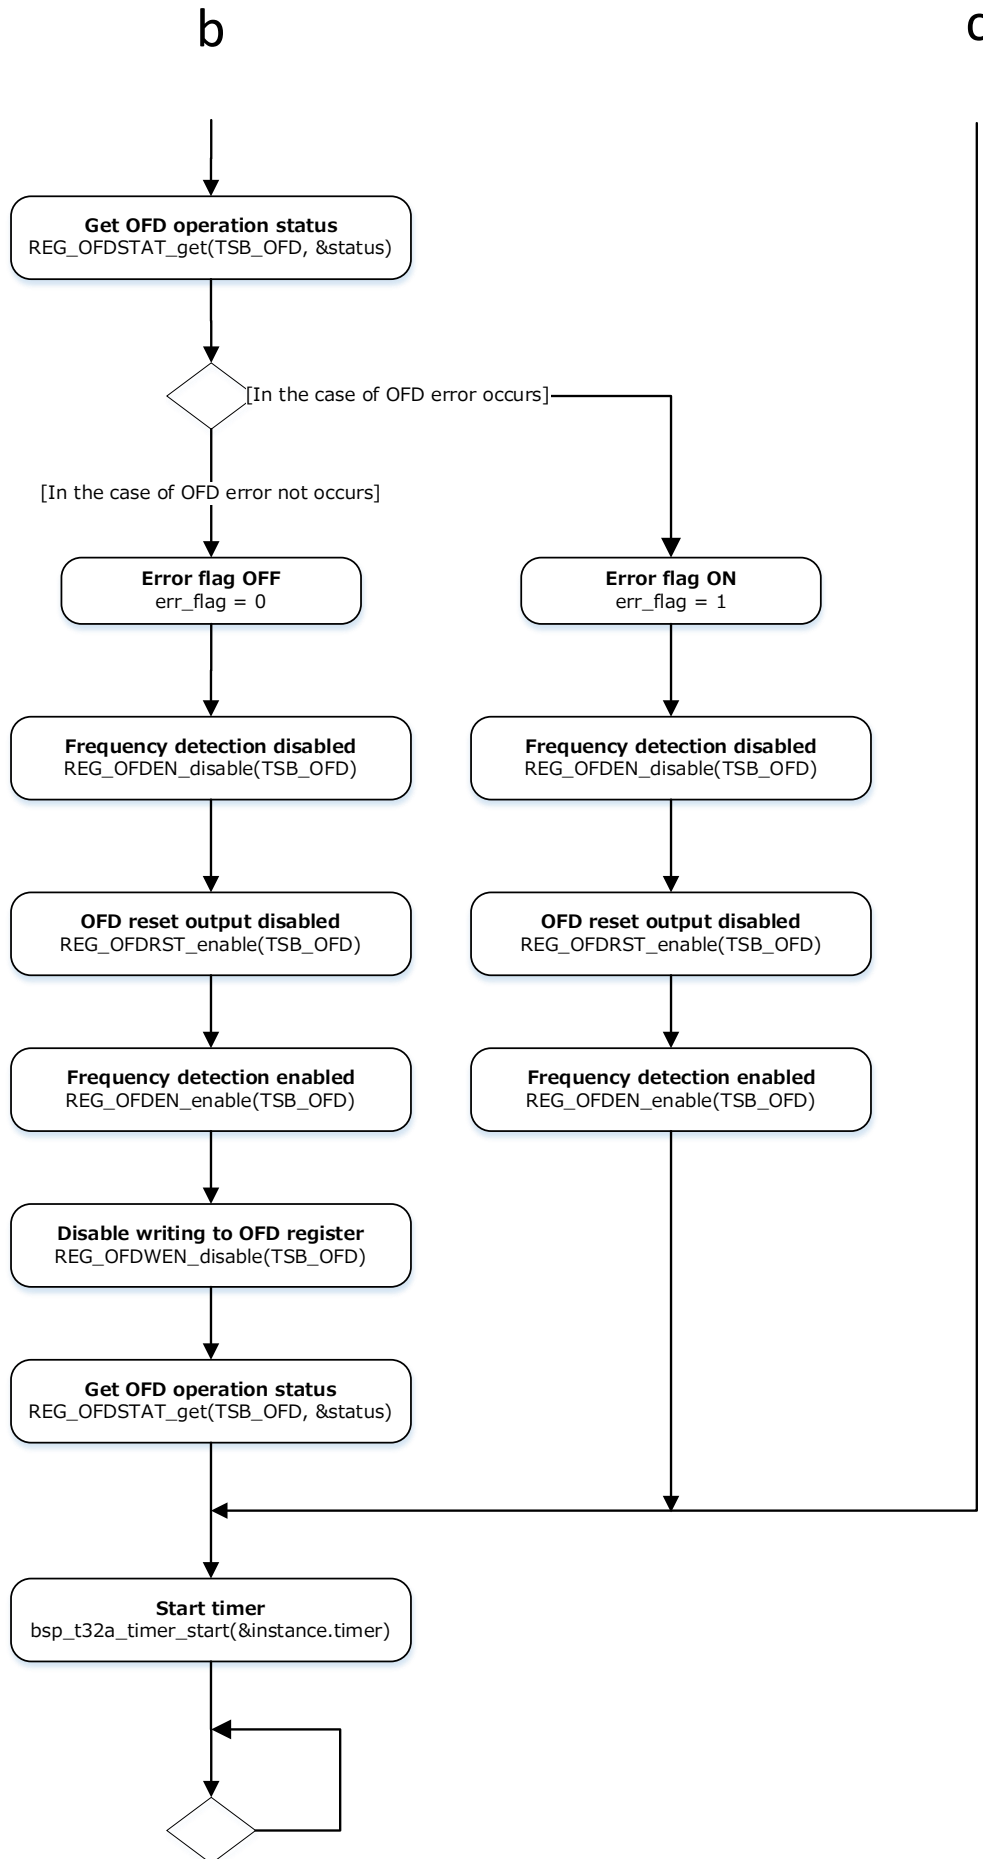 b
Get OFD operation status
REG_OFDSTAT_get(TSB_OFD, &status)
[In the case of OFD error occurs]
[In the case of OFD error not occurs]
Error flag OFF
err_flag = 0
Error flag ON
err_flag = 1
Frequency detection disabled
REG_OFDEN_disable(TSB_OFD)
Frequency detection disabled
REG_OFDEN_disable(TSB_OFD)
OFD reset output disabled
REG_OFDRST_enable(TSB_OFD)
OFD reset output disabled
REG_OFDRST_enable(TSB_OFD)
Frequency detection enabled
REG_OFDEN_enable(TSB_OFD)
Frequency detection enabled
REG_OFDEN_enable(TSB_OFD)
Disable writing to OFD register
REG_OFDWEN_disable(TSB_OFD)
Get OFD operation status
REG_OFDSTAT_get(TSB_OFD, &status)
Start timer
bsp_t32a_timer_start(&instance.timer)